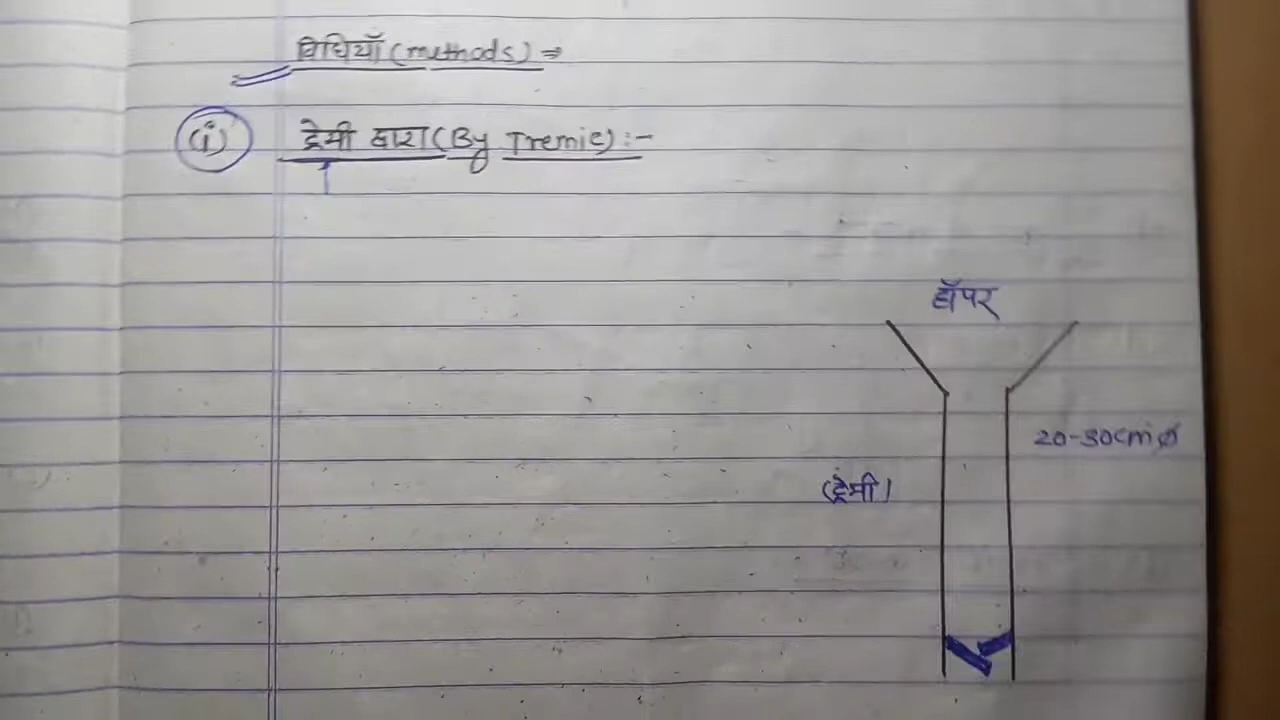 विधियाँ (methods) ⇒
(i) ट्रेमी द्वारा (By Tremie) :-
हॉपर
20-30cm ϕ
(ट्रेमी)